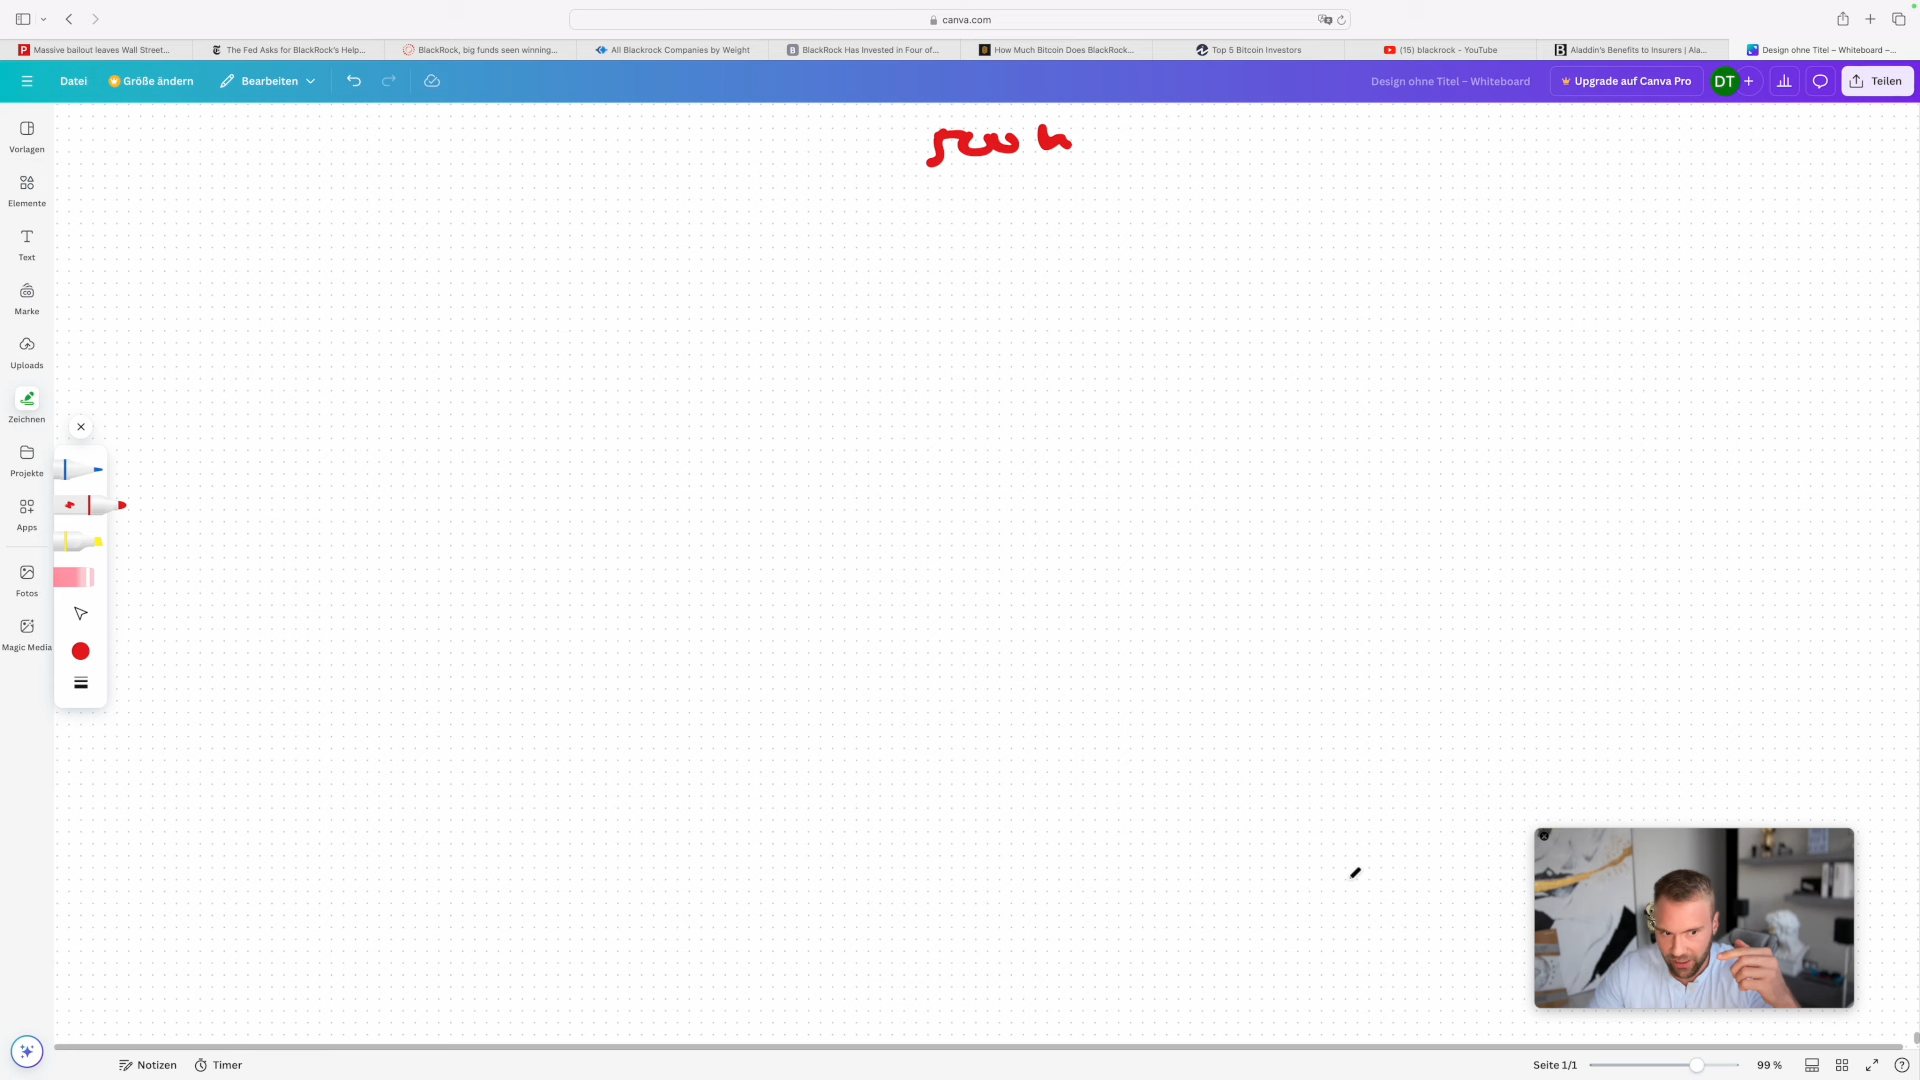 canva.com
Massive bailout leaves Wall Street...
The Fed Asks for BlackRock's Help...
BlackRock, big funds seen winning...
All Blackrock Companies by Weight
BlackRock Has Invested in Four of...
How Much Bitcoin Does BlackRock...
Top 5 Bitcoin Investors
(15) blackrock - YouTube
Aladdin's Benefits to Insurers | Ala...
Design ohne Titel – Whiteboard –...
Datei
Größe ändern
Bearbeiten
Design ohne Titel – Whiteboard
Upgrade auf Canva Pro
DT
Teilen
Vorlagen
Elemente
Text
Marke
Uploads
Zeichnen
Projekte
Apps
Fotos
Magic Media
Notizen
Timer
Seite 1/1
99 %